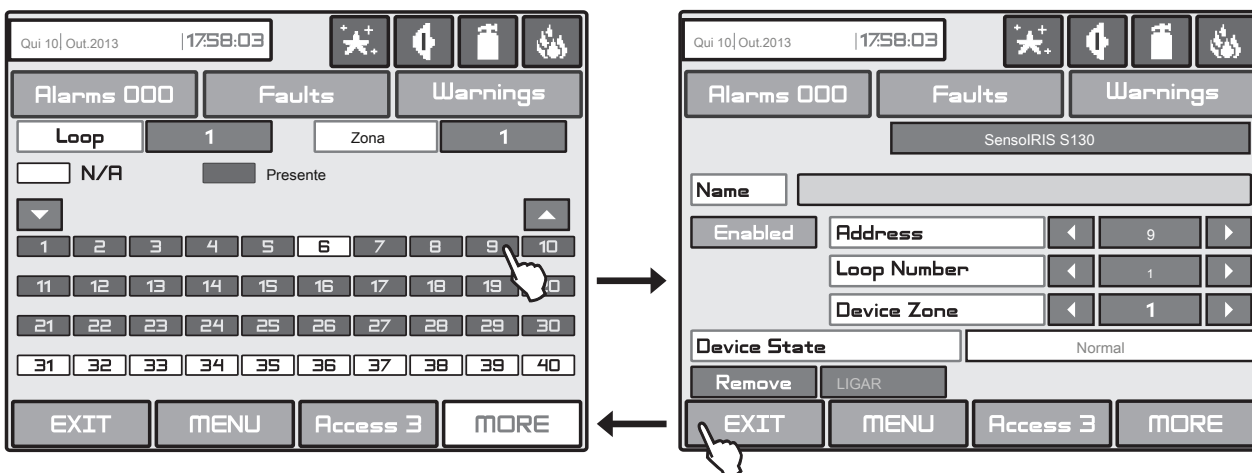 Qui 10 Out.2013 17:58:03
Alarms 000 Faults Warnings
Loop 1 Zona 1
N/A Presente
1 2 3 4 5 6 7 8 9 10
11 12 13 14 15 16 17 18 19 20
21 22 23 24 25 26 27 28 29 30
31 32 33 34 35 36 37 38 39 40
EXIT MENU Access 3 MORE
Qui 10 Out.2013 17:58:03
Alarms 000 Faults Warnings
SensoIRIS S130
Name
Enabled Address 9
Loop Number 1
Device Zone 1
Device State Normal
Remove LIGAR
EXIT MENU Access 3 MORE